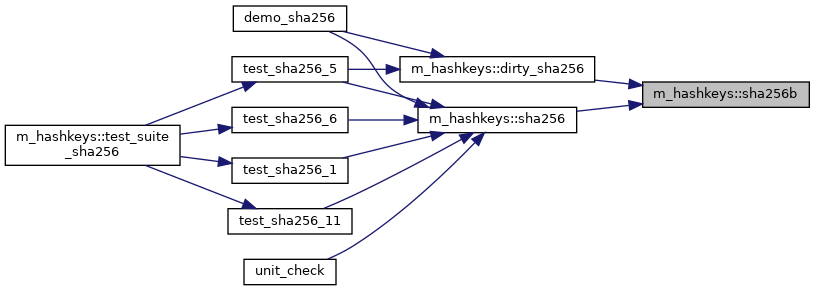 demo_sha256
test_sha256_5
m_hashkeys::dirty_sha256
m_hashkeys::sha256b
test_sha256_6
m_hashkeys::sha256
m_hashkeys::test_suite
_sha256
test_sha256_1
test_sha256_11
unit_check